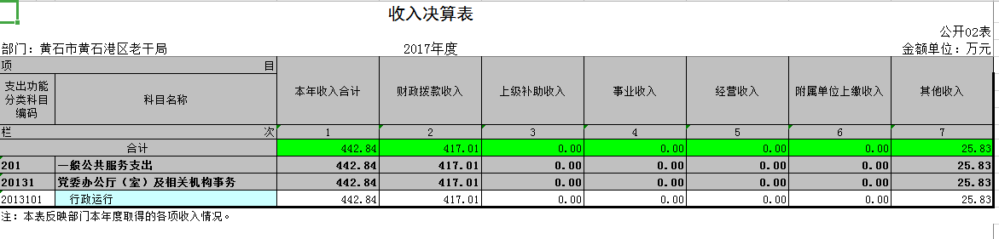 收入决算表
公开02表
部门：黄石市黄石港区老干局 2017年度 金额单位：万元
项 目 本年收入合计 财政拨款收入 上级补助收入 事业收入 经营收入 附属单位上缴收入 其他收入
支出功能
分类科目
编码 科目名称
栏 次 1 2 3 4 5 6 7
合计 442.84 417.01 0.00 0.00 0.00 0.00 25.83
201 一般公共服务支出 442.84 417.01 0.00 0.00 0.00 0.00 25.83
20131 党委办公厅（室）及相关机构事务 442.84 417.01 0.00 0.00 0.00 0.00 25.83
2013101 行政运行 442.84 417.01 0.00 0.00 0.00 0.00 25.83
注：本表反映部门本年度取得的各项收入情况。